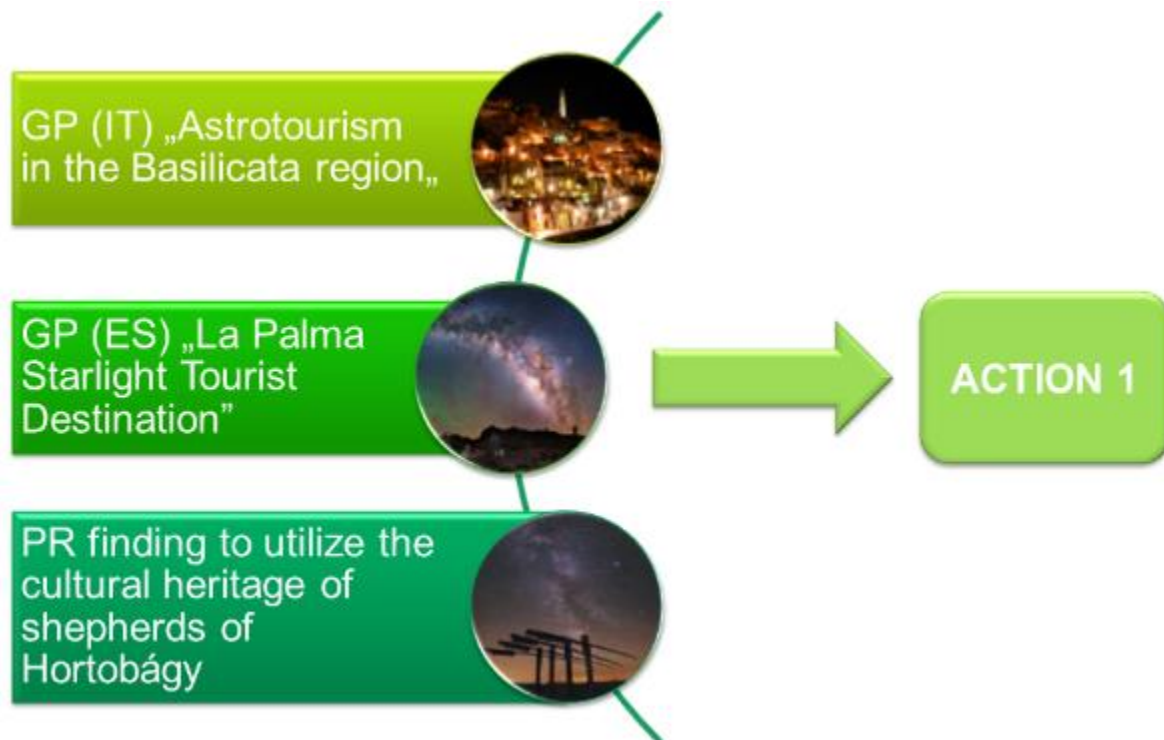 GP (IT) „Astrotourism
in the Basilicata region„
GP (ES) „La Palma
Starlight Tourist
Destination”
PR finding to utilize the
cultural heritage of
shepherds of
Hortobágy
ACTION 1